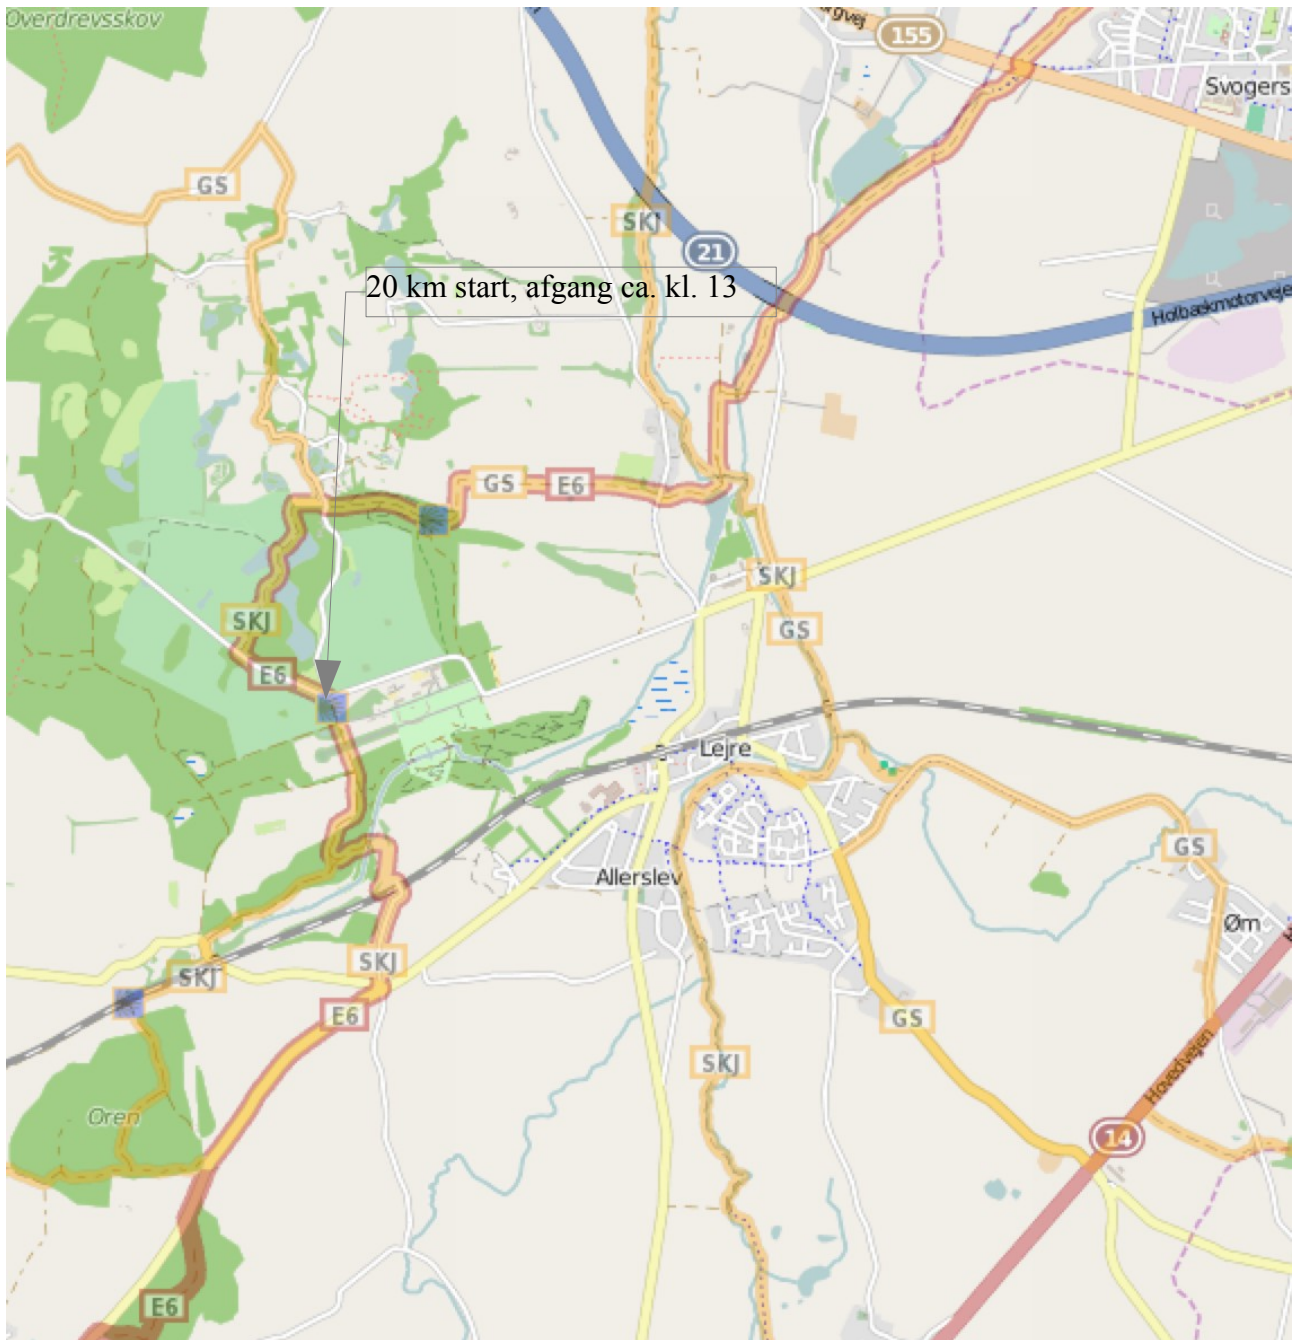 Overdrevsskov
155
Svogers
GS
SKJ
21
20 km start, afgang ca. kl. 13
Holbækmotorveje
GS
E6
SKJ
SKJ
GS
E6
Lejre
GS
Allerslev
Øm
SKJ
SKJ
E6
GS
SKJ
Hovedvejen
Oren
14
E6